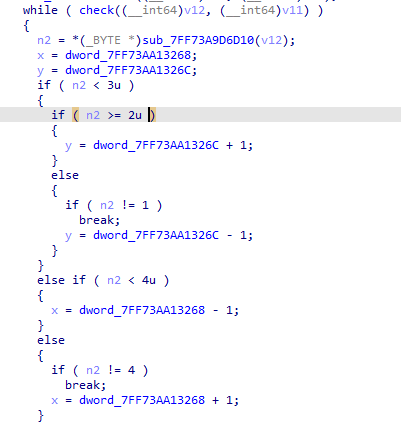 while ( check((__int64)v12, (__int64)v11) )
{
n2 = *(_BYTE *)sub_7FF73A9D6D10(v12);
x = dword_7FF73AA13268;
y = dword_7FF73AA1326C;
if ( n2 < 3u )
{
if ( n2 >= 2u )
{
y = dword_7FF73AA1326C + 1;
}
else
{
if ( n2 != 1 )
break;
y = dword_7FF73AA1326C - 1;
}
}
else if ( n2 < 4u )
{
x = dword_7FF73AA13268 - 1;
}
else
{
if ( n2 != 4 )
break;
x = dword_7FF73AA13268 + 1;
}